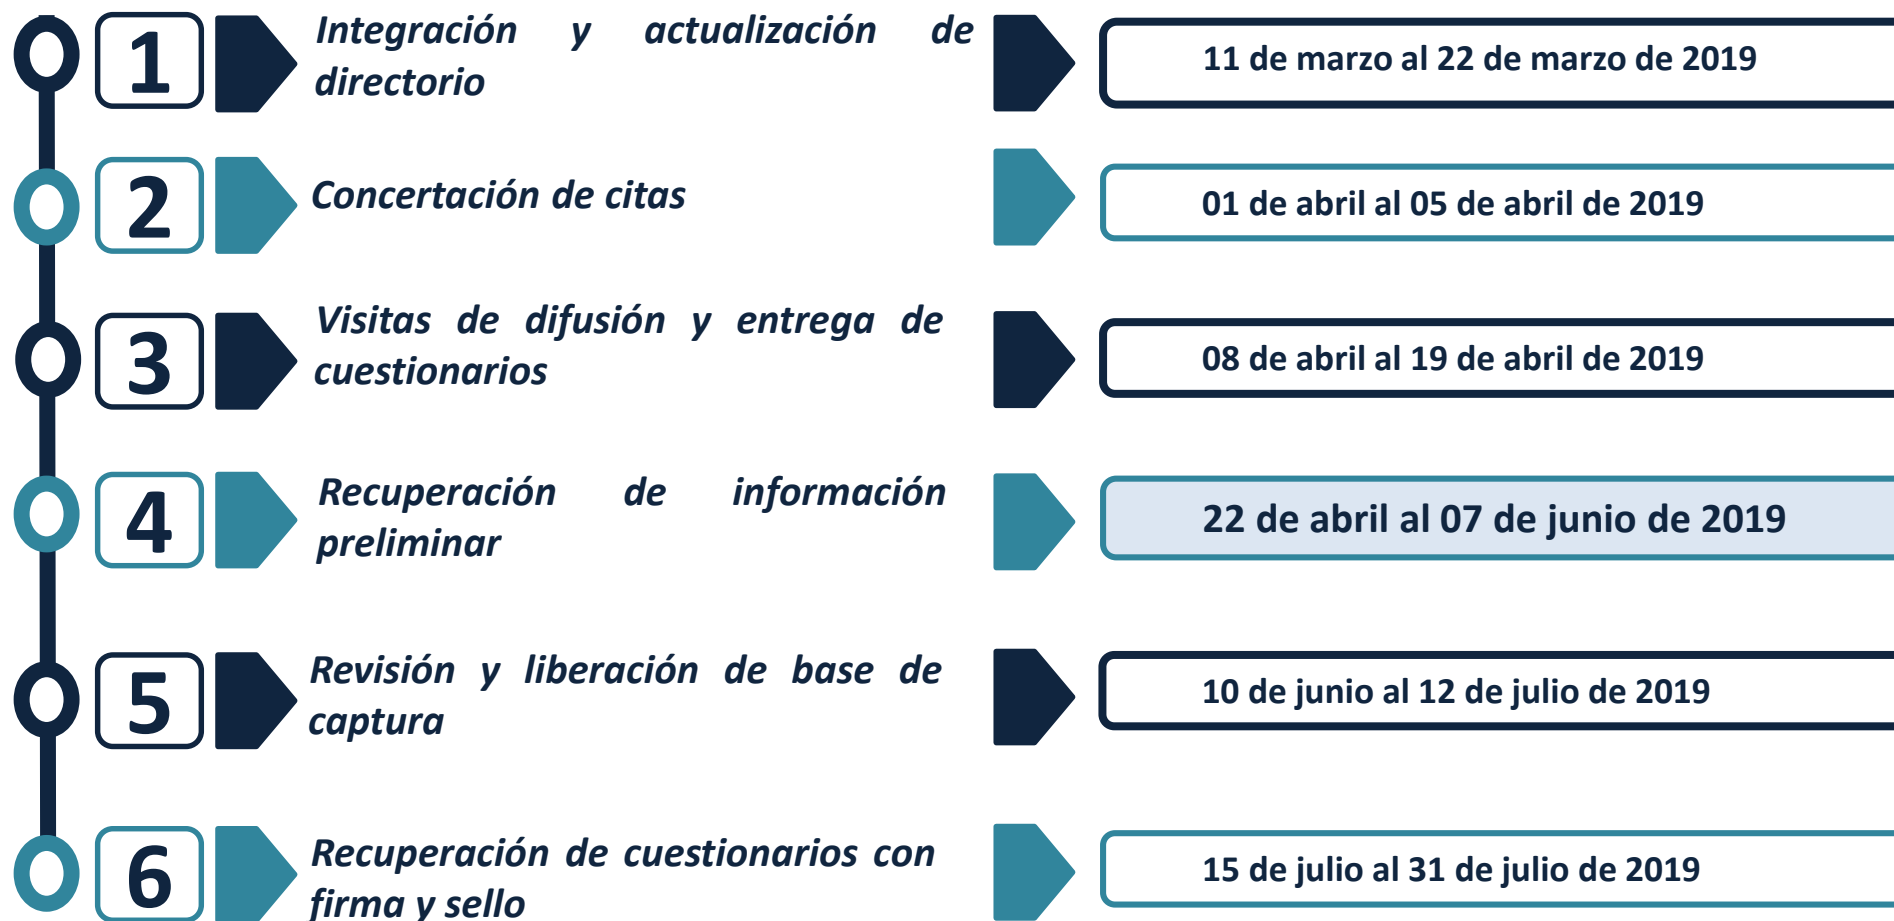 1
Integración y actualización de
directorio
11 de marzo al 22 de marzo de 2019
2
Concertación de citas
01 de abril al 05 de abril de 2019
3
Visitas de difusión y entrega de
cuestionarios
08 de abril al 19 de abril de 2019
4
Recuperación de información
preliminar
22 de abril al 07 de junio de 2019
5
Revisión y liberación de base de
captura
10 de junio al 12 de julio de 2019
6
Recuperación de cuestionarios con
firma y sello
15 de julio al 31 de julio de 2019